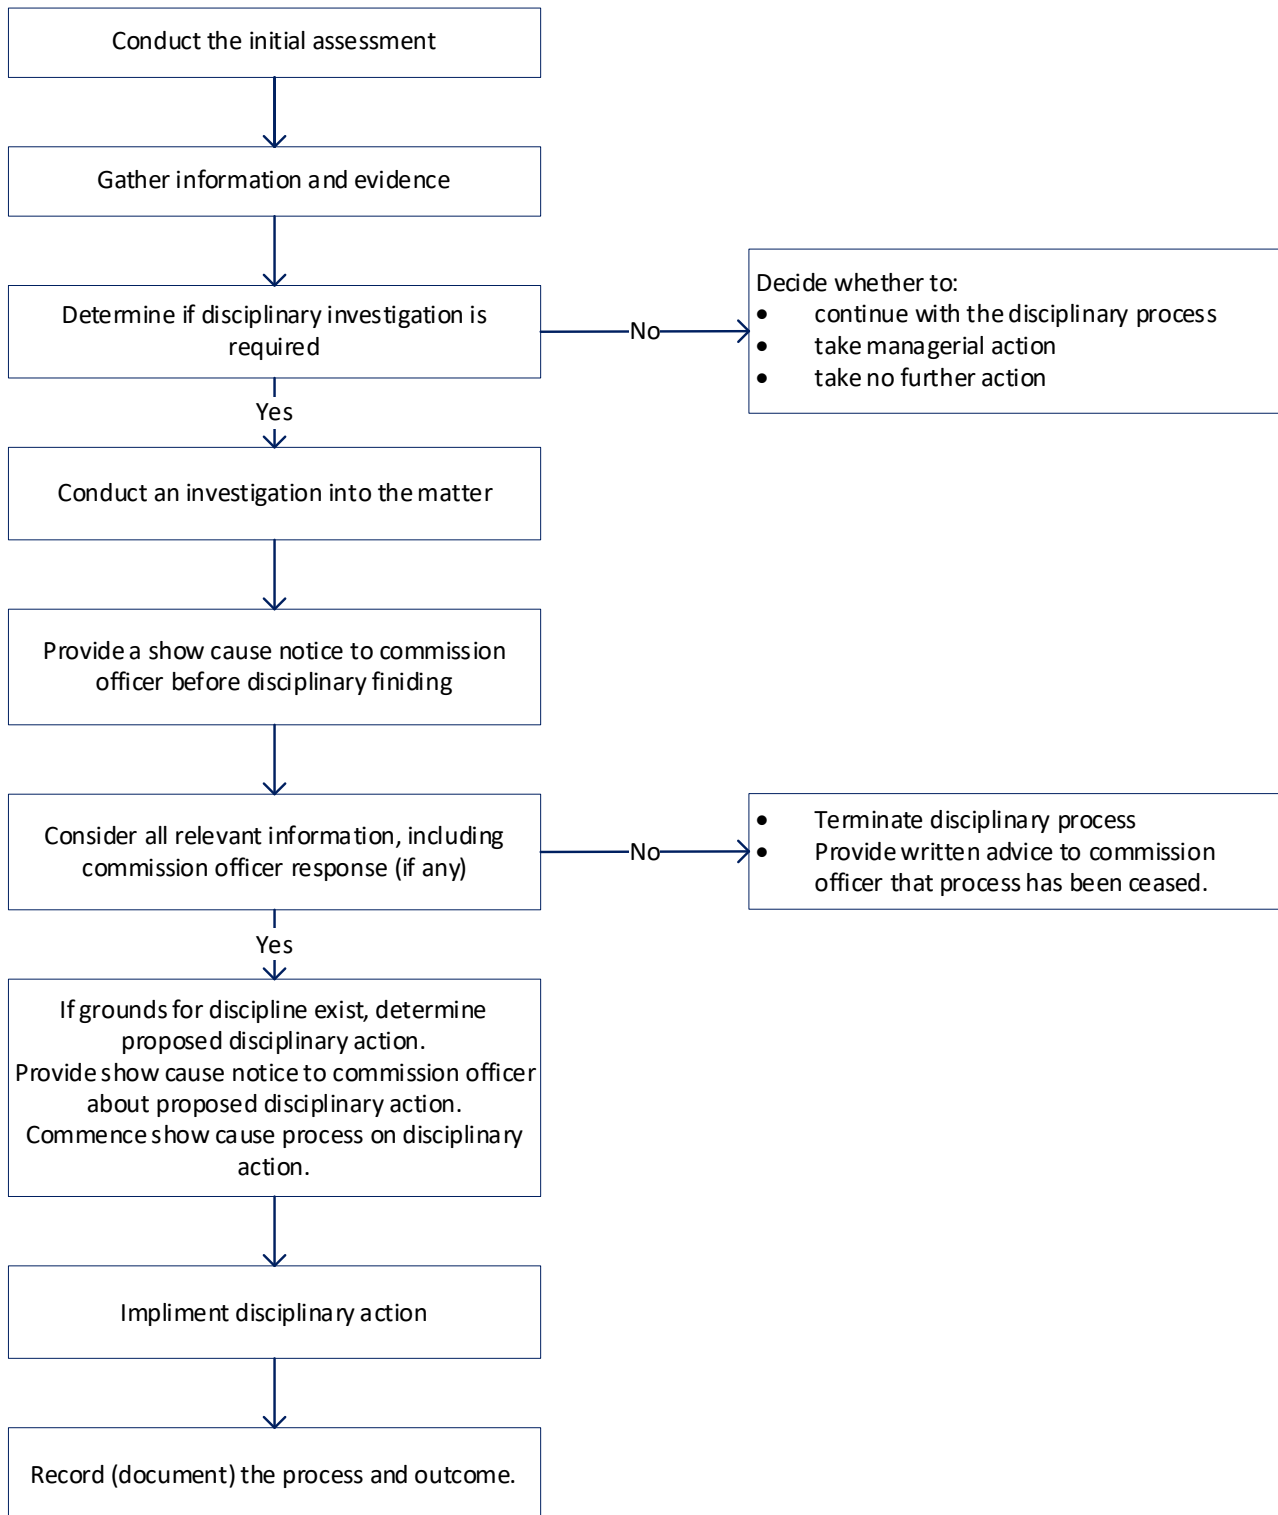 Conduct the initial assessment
Gather information and evidence
Determine if disciplinary investigation is
required
No
Decide whether to:
• continue with the disciplinary process
• take managerial action
• take no further action
Yes
Conduct an investigation into the matter
Provide a show cause notice to commission
officer before disciplinary finiding
Consider all relevant information, including
commission officer response (if any)
No
• Terminate disciplinary process
• Provide written advice to commission
officer that process has been ceased.
Yes
If grounds for discipline exist, determine
proposed disciplinary action.
Provide show cause notice to commission officer
about proposed disciplinary action.
Commence show cause process on disciplinary
action.
Impliment disciplinary action
Record (document) the process and outcome.